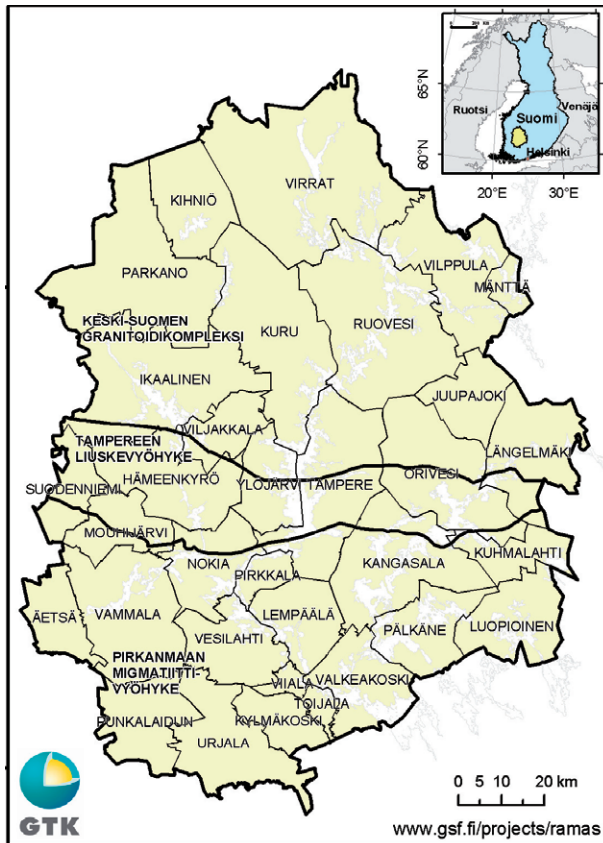 65°N
60°N
Ruotsi
Venäjä
Suomi
Helsinki
20°E 30°E
VIRRAT
KIHNIÖ
PARKANO
VILPPULA
MÄNTTÄ
KESKI-SUOMEN
GRANITOIDIKOMPLEKSI
KURU
RUOVESI
IKAALINEN
JUUPAJOKI
VILJAKKALA
TAMPEREEN
LIUSKEVYÖHYKE
LÄNGELMÄKI
HÄMEENKYRÖ
YLÖJÄRVI
TAMPERE
ORIVESI
SUODENNIEMI
MOUHIJÄRVI
NOKIA
PIRKKALA
KANGASALA
KUHMALAHTI
ÄETSÄ
VAMMALA
LEMPÄÄLÄ
VESILAHTI
PÄLKÄNE
LUOPIOINEN
PIRKANMAAN
MIGMATIITTI-
VYÖHYKE
VIIALA
VALKEAKOSKI
TOIJALA
PUNKALAIDUN
KYLMÄKOSKI
URJALA
GTK
0 5 10 20 km
www.gsf.fi/projects/ramas